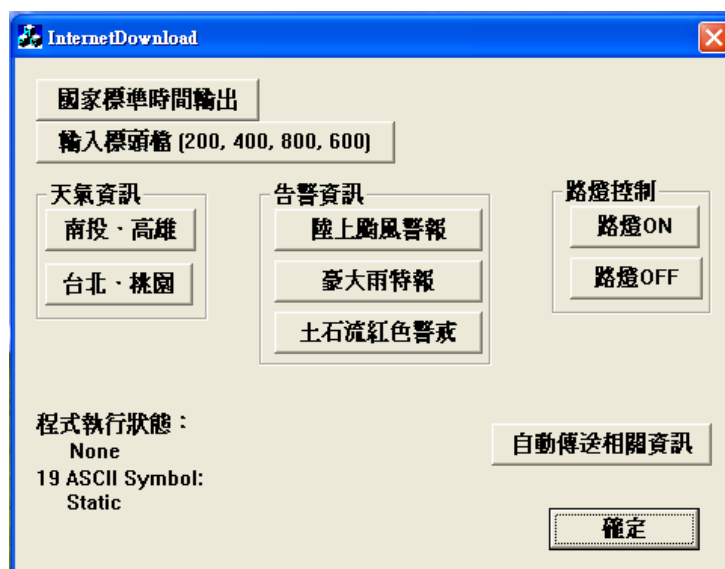 InternetDownload
國家標準時間輸出
輸入標頭檔 (200, 400, 800, 600)
天氣資訊
南投 · 高雄
台北 · 桃園
告警資訊
陸上颱風警報
豪大雨特報
土石流紅色警戒
路燈控制
路燈ON
路燈OFF
程式執行狀態：
None
19 ASCII Symbol:
Static
自動傳送相關資訊
確定